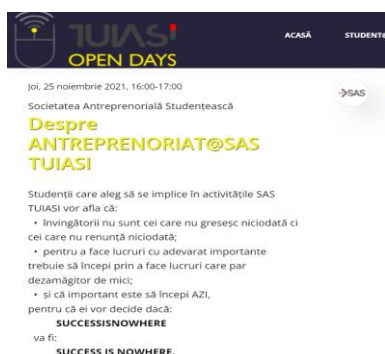 TUIASI
OPEN DAYS
ACASĂ
STUDENT@
Joi, 25 noiembrie 2021, 16:00-17:00
SAS
Societatea Antreprenorială Studențească
Despre
ANTREPRENORIAT@SAS
TUIASI
Studenții care aleg să se implice în activitățile SAS
TUIASI vor afla că:
• învingătorii nu sunt cei care nu greșesc niciodată ci
cei care nu renunță niciodată;
• pentru a face lucruri cu adevarat importante
trebuie să începi prin a face lucruri care par
dezamăgitor de mici;
• și că important este să începi AZI,
pentru că ei vor decide dacă:
SUCCESSISNOWHERE
va fi:
SUCCESS IS NOWHERE,